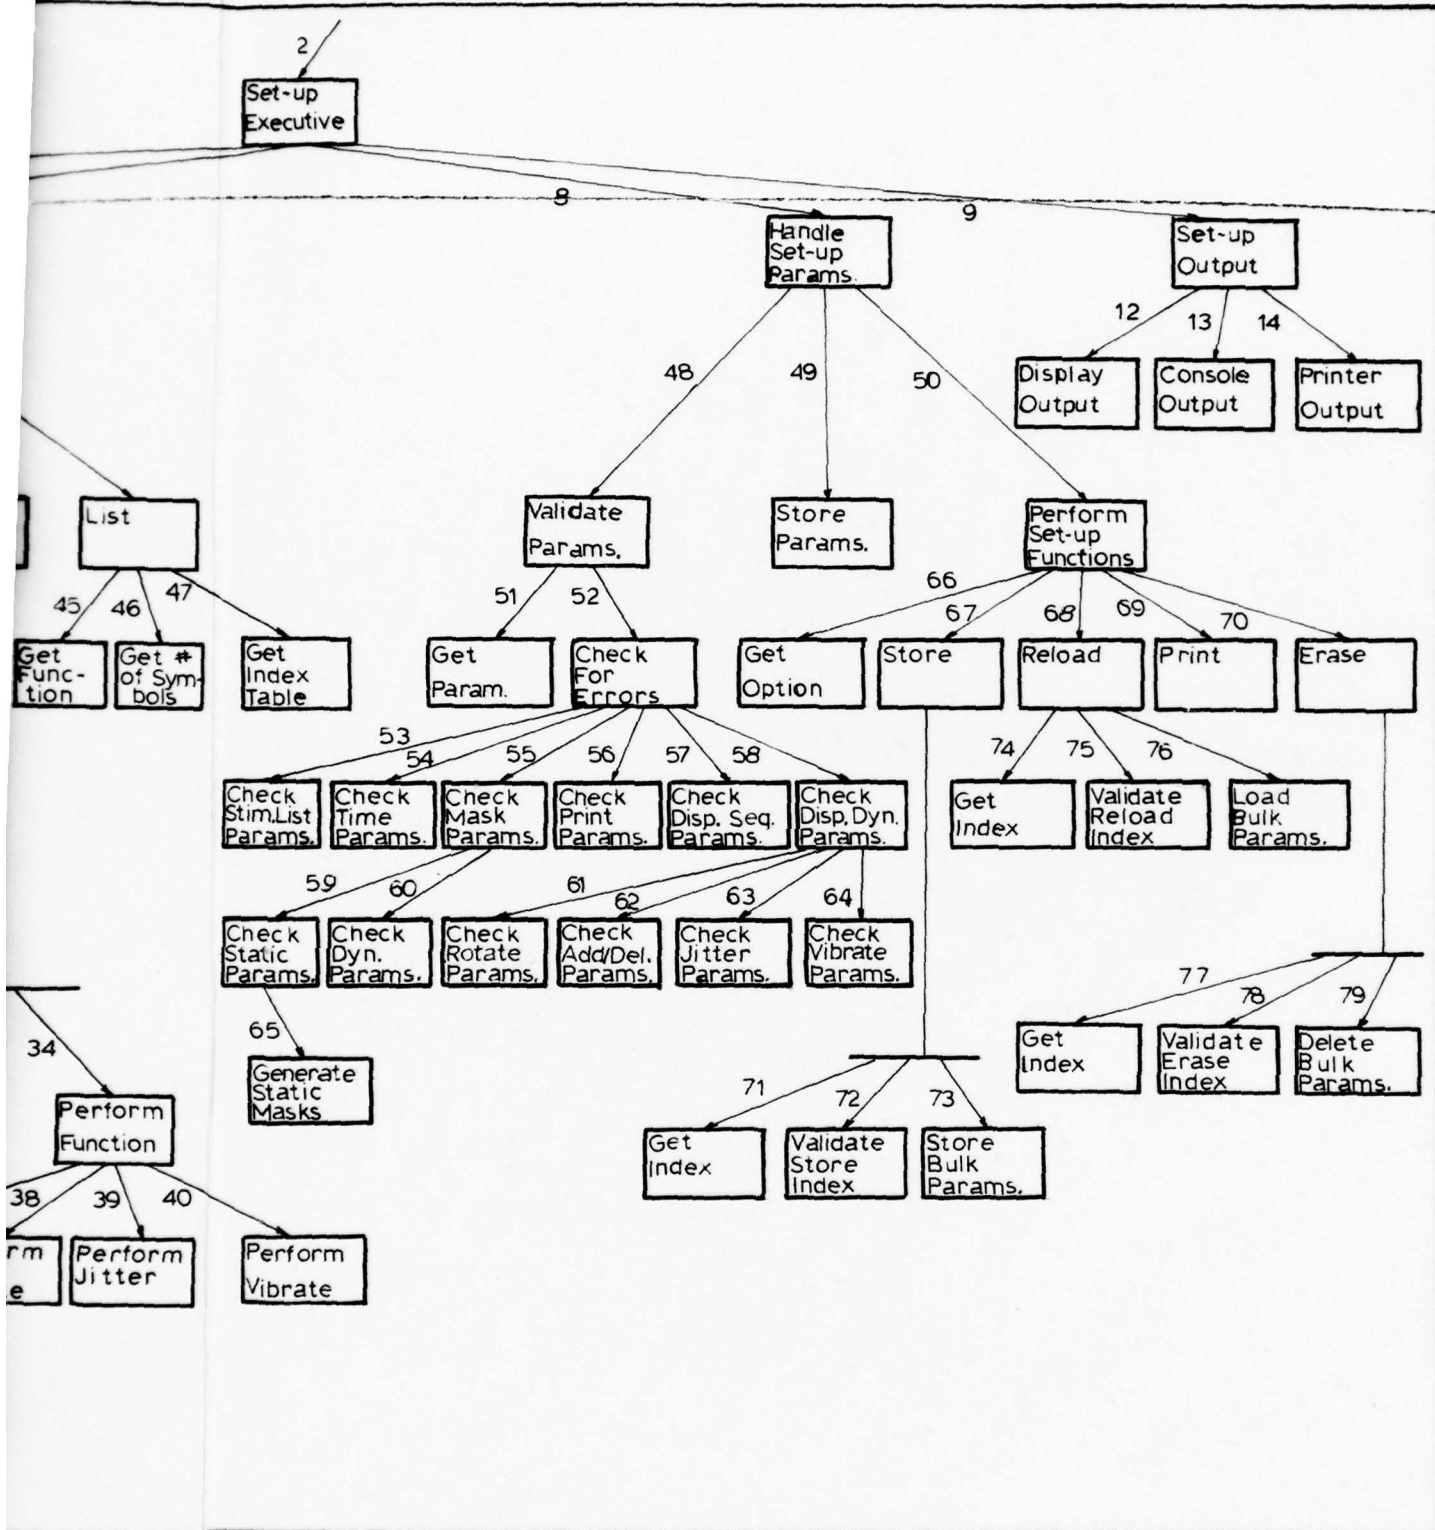 2
Set-up
Executive
8
9
Handle
Set-up
Params.
Set-up
Output
12
13
14
48
49
50
Display
Output
Console
Output
Printer
Output
List
Validate
Params.
Store
Params.
Perform
Set-up
Functions
45
46
47
51
52
66
67
68
69
70
Get
Func-
tion
Get #
of Sym-
bols
Get
Index
Table
Get
Param.
Check
For
Errors
Get
Option
Store
Reload
Print
Erase
53
54
55
56
57
58
74
75
76
Check
Stim.List
Params.
Check
Time
Params.
Check
Mask
Params.
Check
Print
Params.
Check
Disp. Seq.
Params.
Check
Disp. Dyn.
Params.
Get
Index
Validate
Reload
Index
Load
Bulk
Params.
59
60
61
62
63
64
Check
Static
Params.
Check
Dyn.
Params.
Check
Rotate
Params.
Check
Add/Del.
Params.
Check
Jitter
Params.
Check
Vibrate
Params.
77
78
79
34
65
Get
Index
Validate
Erase
Index
Delete
Bulk
Params.
Generate
Static
Masks
71
72
73
Perform
Function
Get
Index
Validate
Store
Index
Store
Bulk
Params.
38
39
40
rm
e
Perform
Jitter
Perform
Vibrate